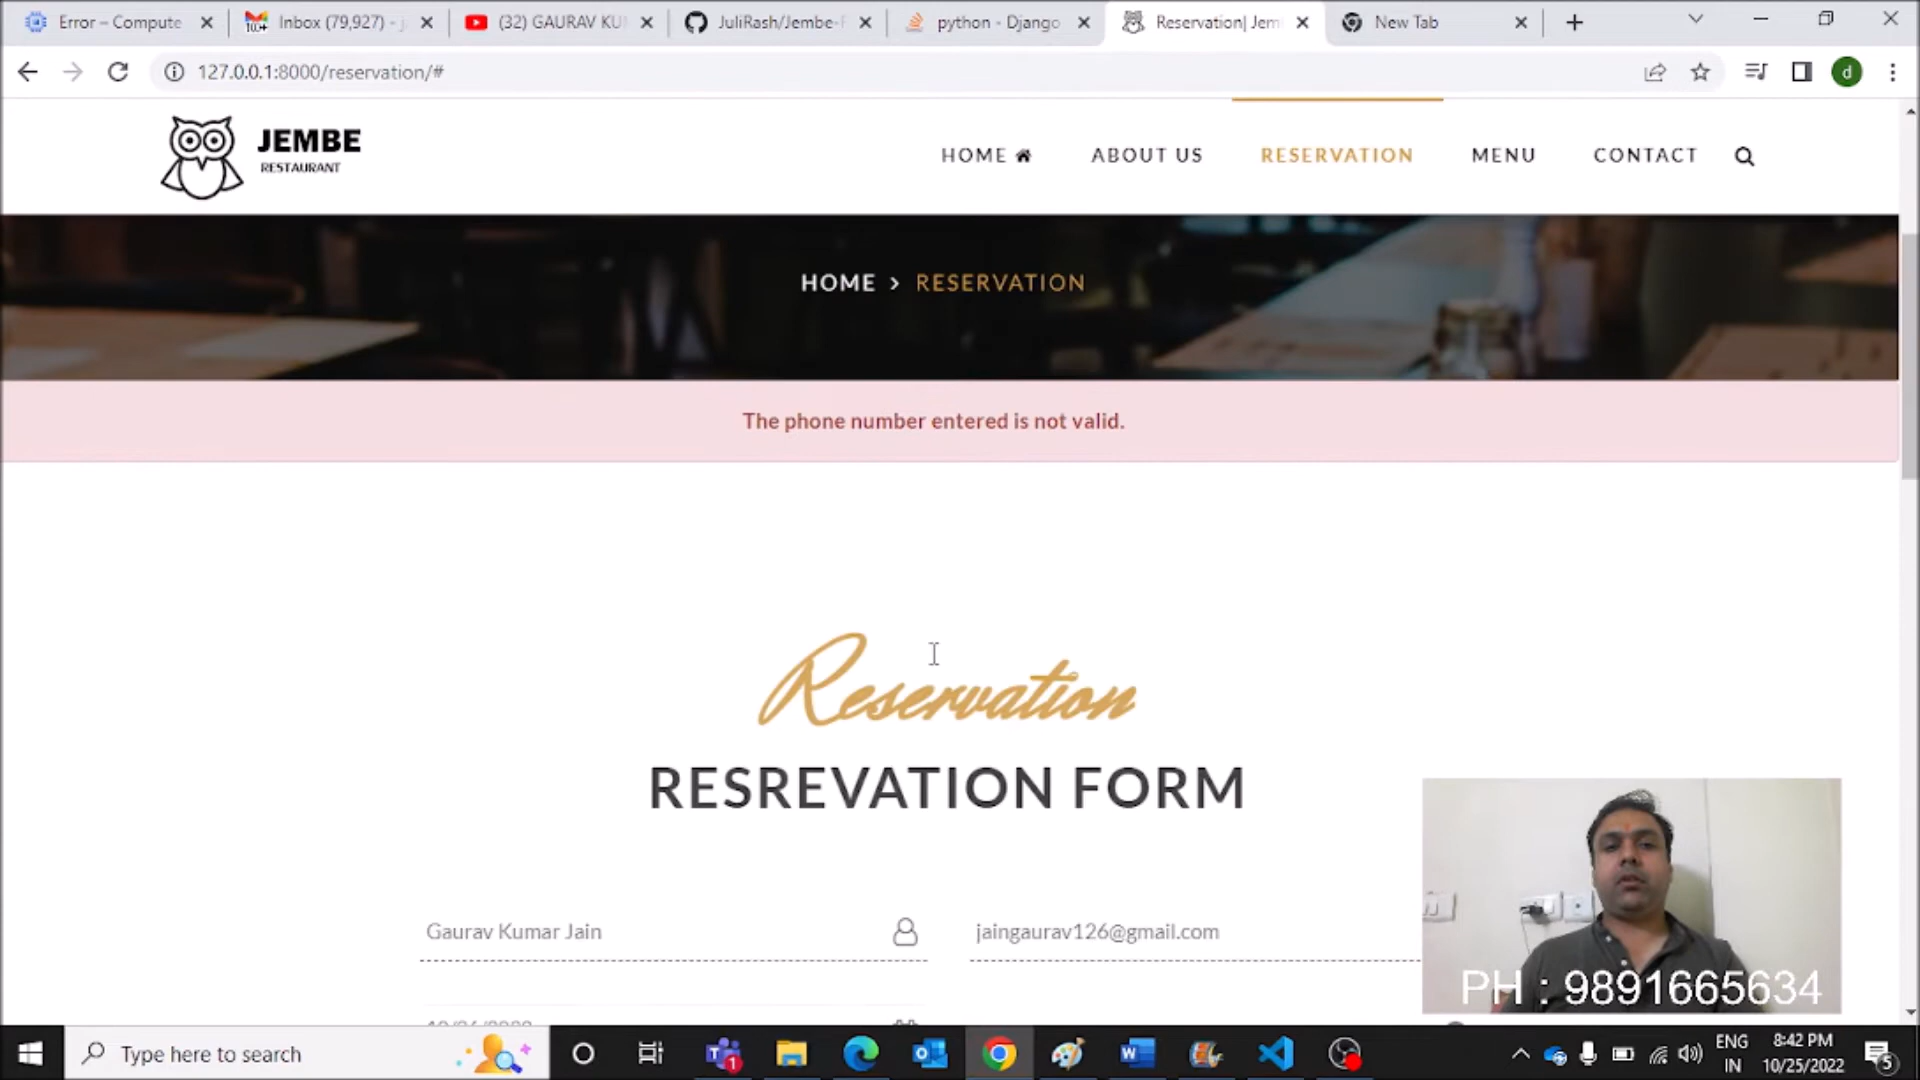 Error – Compute
Inbox (79,927) - j
(32) GAURAV KU
JuliRash/Jembe-
python - Django
Reservation| Jem
New Tab
127.0.0.1:8000/reservation/#
d
JEMBE
RESTAURANT
HOME
ABOUT US
RESERVATION
MENU
CONTACT
HOME > RESERVATION
The phone number entered is not valid.
Reservation
RESREVATION FORM
Gaurav Kumar Jain
jaingaurav126@gmail.com
PH : 9891665634
Type here to search
1
ENG
IN
8:42 PM
10/25/2022
5